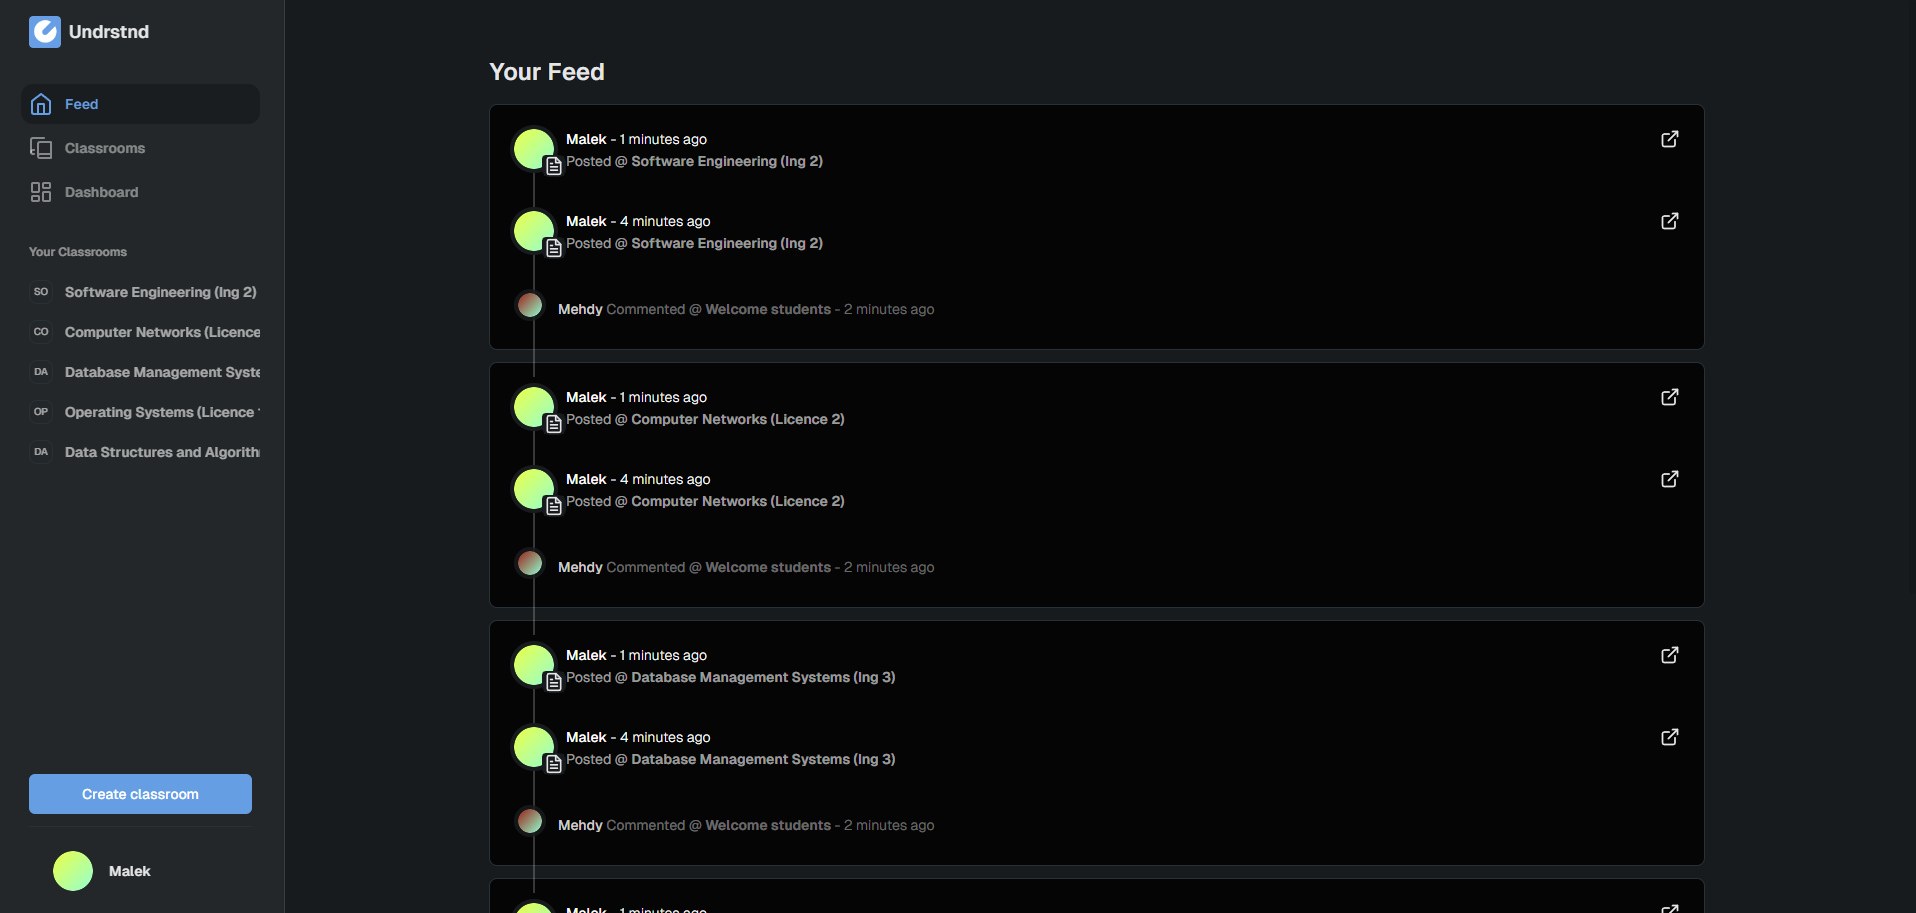 Undrstnd
Feed
Classrooms
Dashboard
Your Classrooms
SO Software Engineering (Ing 2)
CO Computer Networks (Licence
DA Database Management Syste
OP Operating Systems (Licence
DA Data Structures and Algorith
Create classroom
Malek
Your Feed
Malek - 1 minutes ago
Posted @ Software Engineering (Ing 2)
Malek - 4 minutes ago
Posted @ Software Engineering (Ing 2)
Mehdy Commented @ Welcome students - 2 minutes ago
Malek - 1 minutes ago
Posted @ Computer Networks (Licence 2)
Malek - 4 minutes ago
Posted @ Computer Networks (Licence 2)
Mehdy Commented @ Welcome students - 2 minutes ago
Malek - 1 minutes ago
Posted @ Database Management Systems (Ing 3)
Malek - 4 minutes ago
Posted @ Database Management Systems (Ing 3)
Mehdy Commented @ Welcome students - 2 minutes ago
Malek - 1 minutes ago